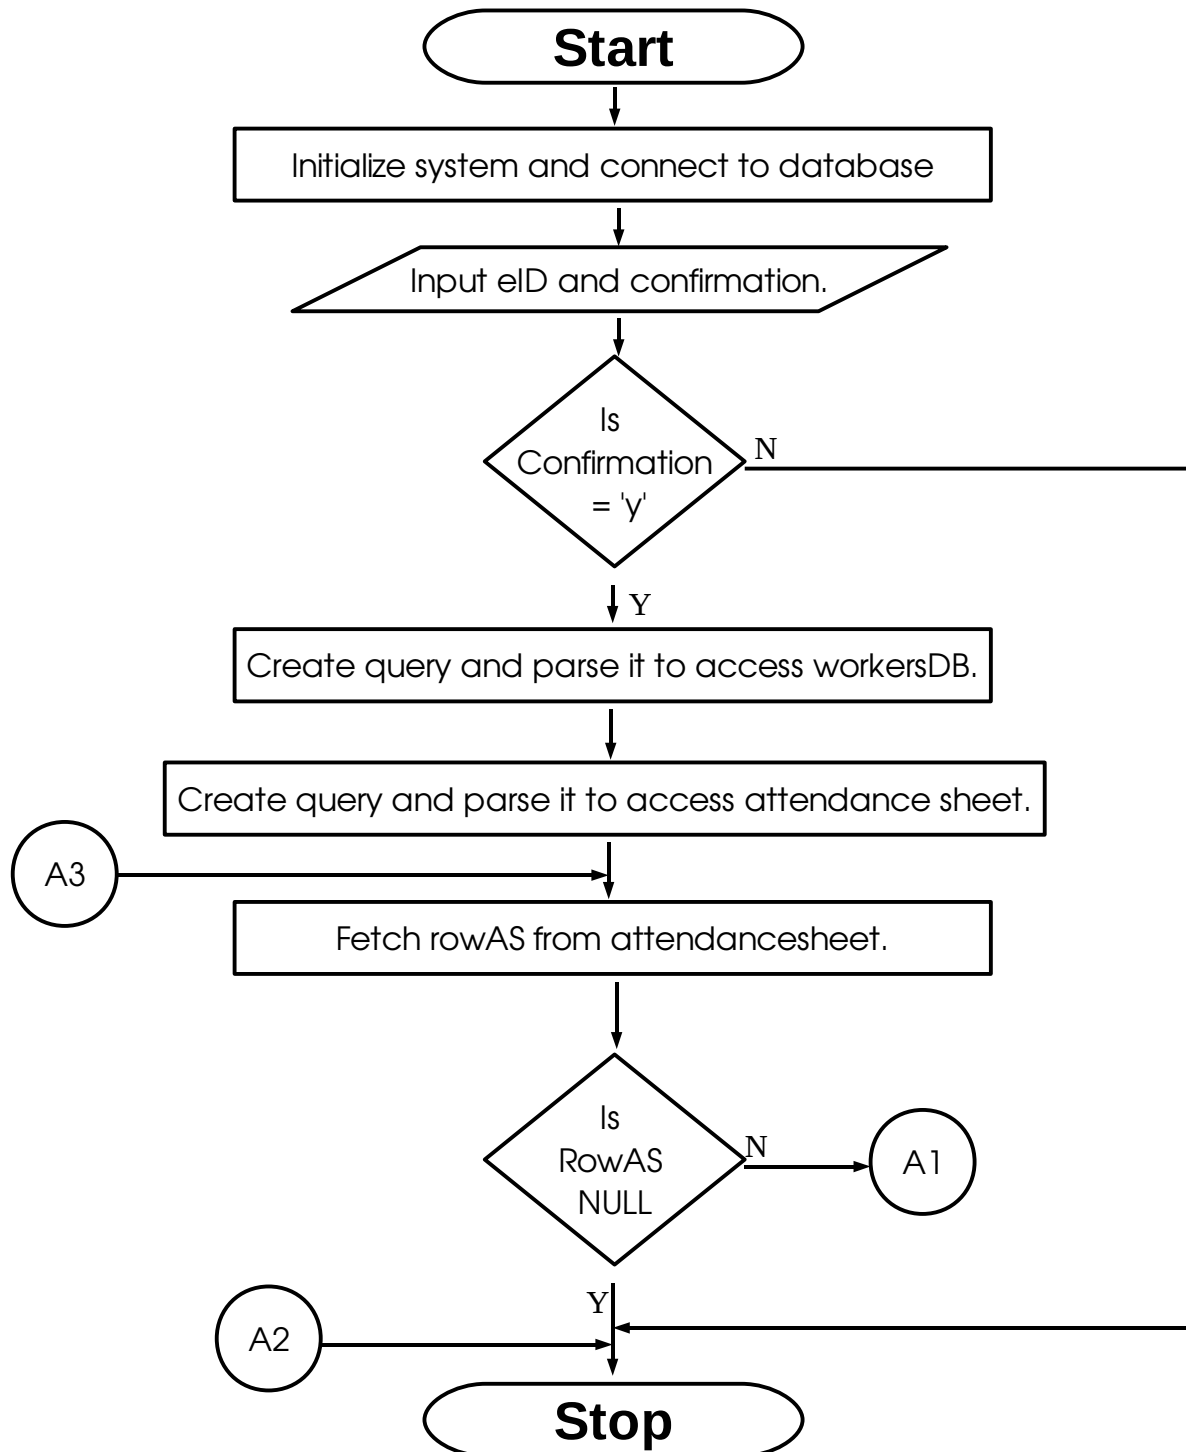 Start
Initialize system and connect to database
Input eID and confirmation.
Is
Confirmation
= 'y'
N
Y
Create query and parse it to access workersDB.
Create query and parse it to access attendance sheet.
A3
Fetch rowAS from attendancesheet.
Is
RowAS
NULL
N
A1
Y
A2
Stop